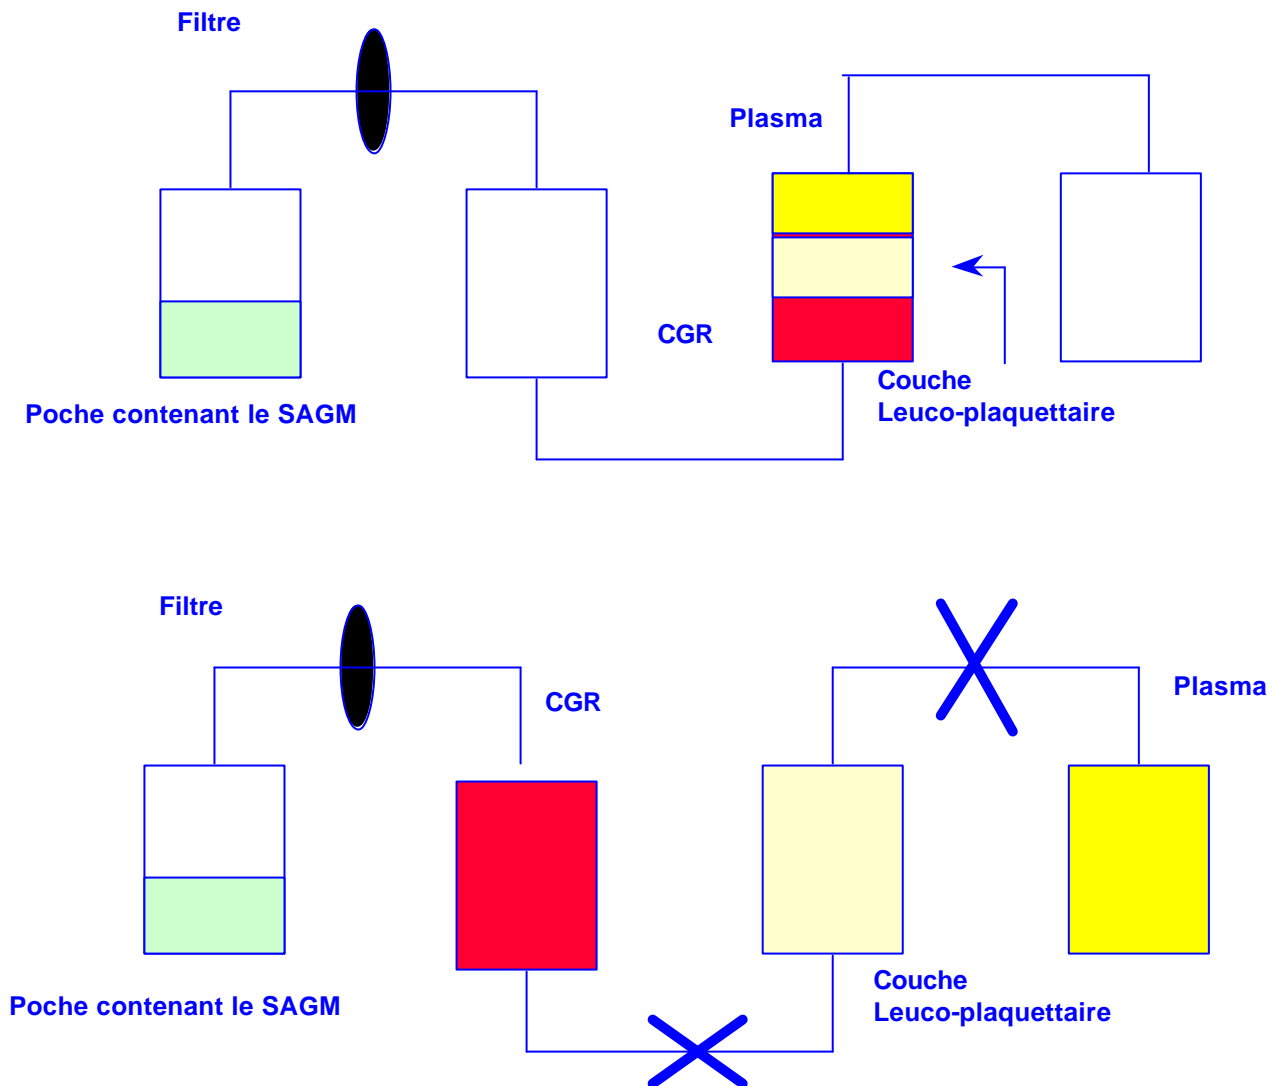 Filtre
Plasma
CGR
Couche
Leuco-plaquettaire
Poche contenant le SAGM
Filtre
CGR
Plasma
Couche
Leuco-plaquettaire
Poche contenant le SAGM